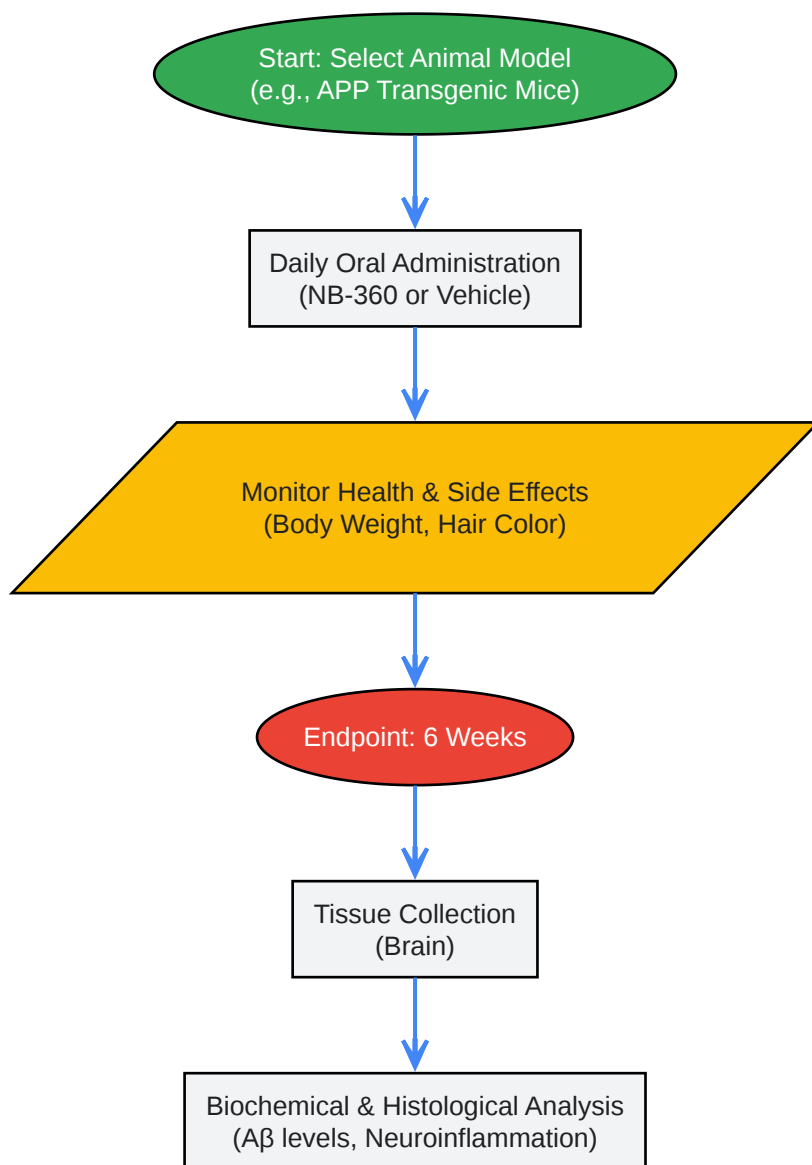 Start: Select Animal Model
(e.g., APP Transgenic Mice)
Daily Oral Administration
(NB-360 or Vehicle)
Monitor Health & Side Effects
(Body Weight, Hair Color)
Endpoint: 6 Weeks
Tissue Collection
(Brain)
Biochemical & Histological Analysis
(Aβ levels, Neuroinflammation)